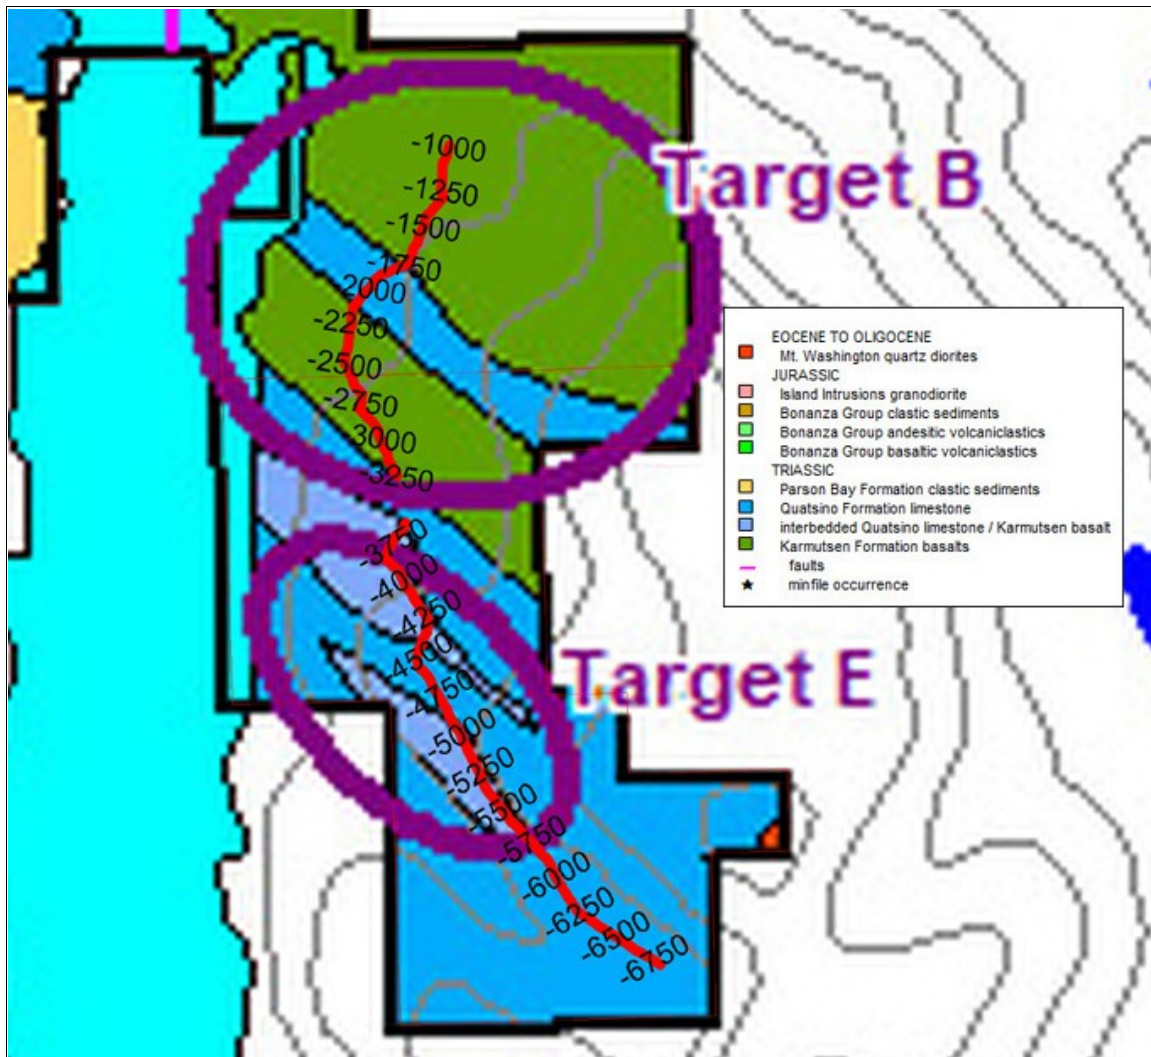 -1000
Target B
-1250
-1500
-1750
-2000
-2250
-2500
-2750
3000
-3250
-3750
-4000
-4250
-4500
-4750
-5000
-5250
-5500
-5750
-6000
-6250
-6500
-6750
Target E
EOCENE TO OLIGOCENE
Mt. Washington quartz diorites
JURASSIC
Island Intrusions granodiorite
Bonanza Group clastic sediments
Bonanza Group andesitic volcaniclastics
Bonanza Group basaltic volcaniclastics
TRIASSIC
Parson Bay Formation clastic sediments
Quatsino Formation limestone
interbedded Quatsino limestone / Karmutsen basalt
Karmutsen Formation basalts
faults
minfile occurrence